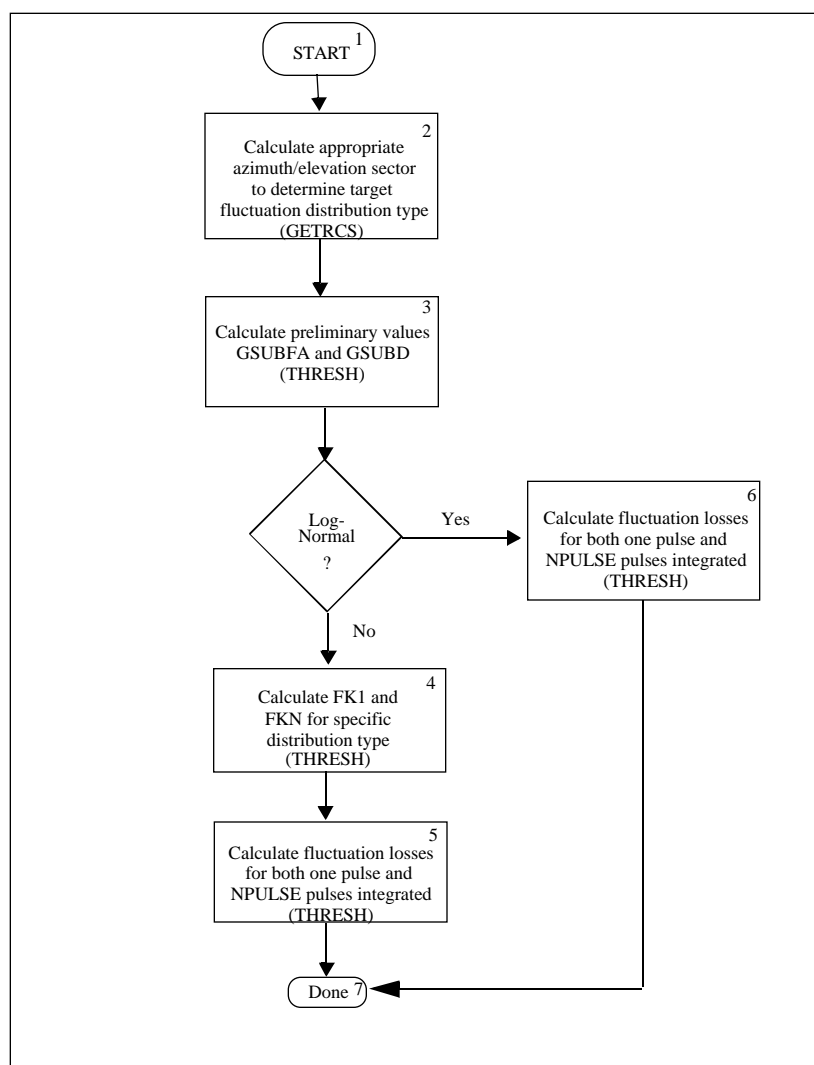 START 1
2
Calculate appropriate
azimuth/elevation sector
to determine target
fluctuation distribution type
(GETRCS)
3
Calculate preliminary values
GSUBFA and GSUBD
(THRESH)
Log-
Normal
?
Yes
6
Calculate fluctuation losses
for both one pulse and
NPULSE pulses integrated
(THRESH)
No
4
Calculate FK1 and
FKN for specific
distribution type
(THRESH)
5
Calculate fluctuation losses
for both one pulse and
NPULSE pulses integrated
(THRESH)
Done 7